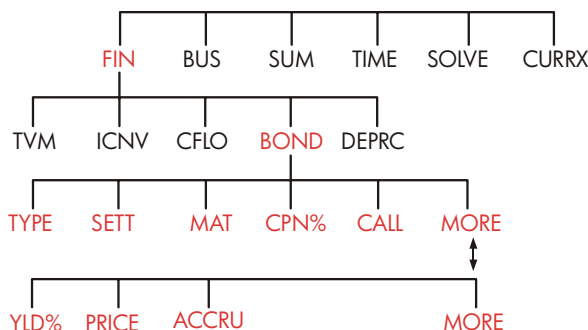 FIN BUS SUM TIME SOLVE CURRX
TVM ICNV CFLO BOND DEPRC
TYPE SETT MAT CPN% CALL MORE
YLD% PRICE ACCRU MORE